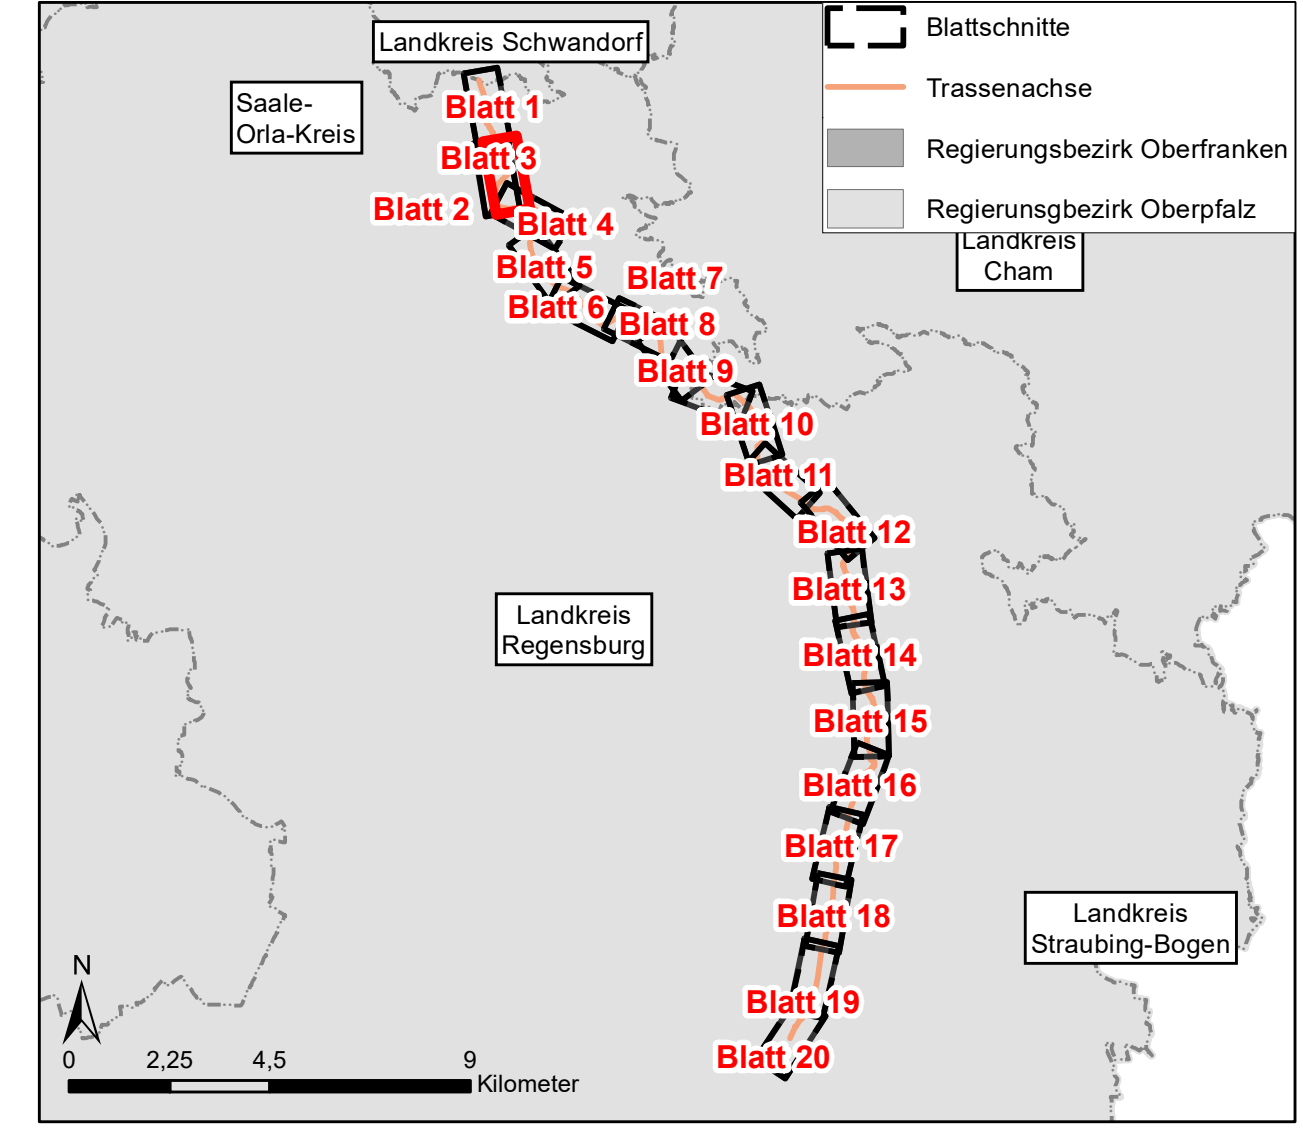 Landkreis Schwandorf
Saale-
Orla-Kreis
Blattschnitte
Trassenachse
Regierungsbezirk Oberfranken
Regierunsgbezirk Oberpfalz
Landkreis
Cham
Blatt 1
Blatt 3
Blatt 2
Blatt 4
Blatt 5
Blatt 7
Blatt 6
Blatt 8
Blatt 9
Blatt 10
Blatt 11
Blatt 12
Blatt 13
Landkreis
Regensburg
Blatt 14
Blatt 15
Blatt 16
Blatt 17
Blatt 18
Landkreis
Straubing-Bogen
Blatt 19
Blatt 20
N
0 2,25 4,5 9
Kilometer